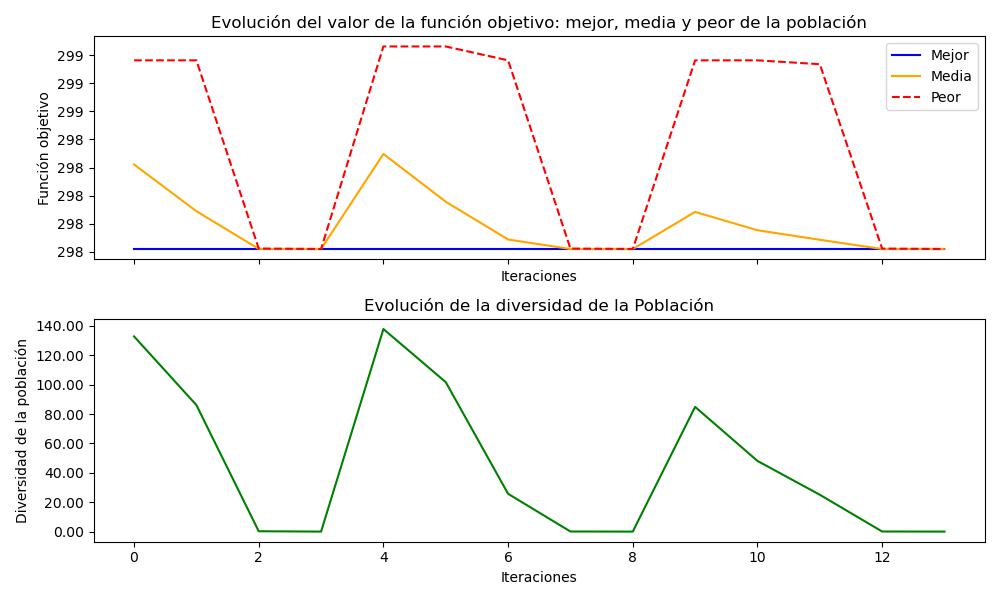 Evolución del valor de la función objetivo: mejor, media y peor de la población
Función objetivo
299
299
299
298
298
298
298
298
Mejor
Media
Peor
Iteraciones
Evolución de la diversidad de la Población
Diversidad de la población
140.00
120.00
100.00
80.00
60.00
40.00
20.00
0.00
0 2 4 6 8 10 12
Iteraciones